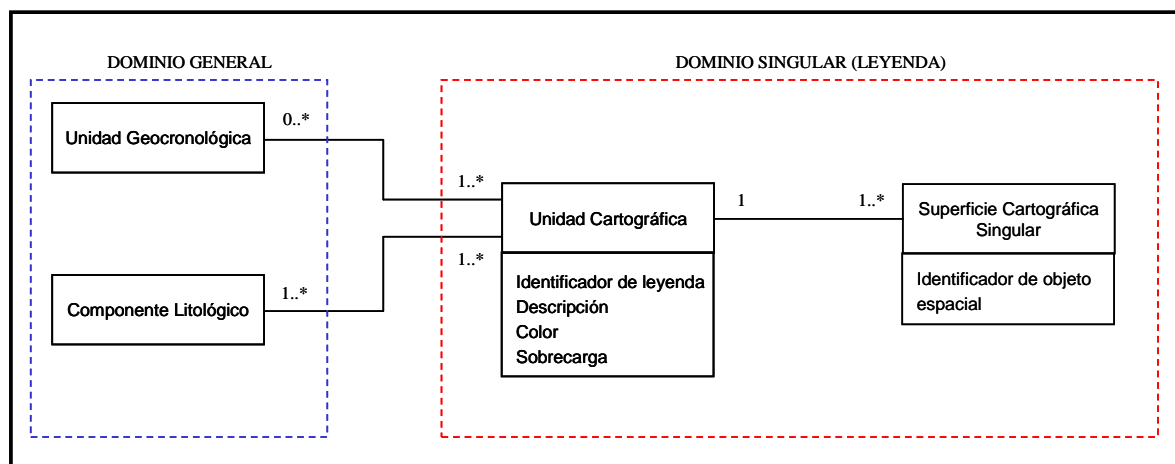 DOMINIO GENERAL
DOMINIO SINGULAR (LEYENDA)
Unidad Geocronológica
0..*
1..*
Componente Litológico
1..*
1..*
Unidad Cartográfica
Identificador de leyenda
Descripción
Color
Sobrecarga
1
1..*
Superficie Cartográfica
Singular
Identificador de objeto
espacial